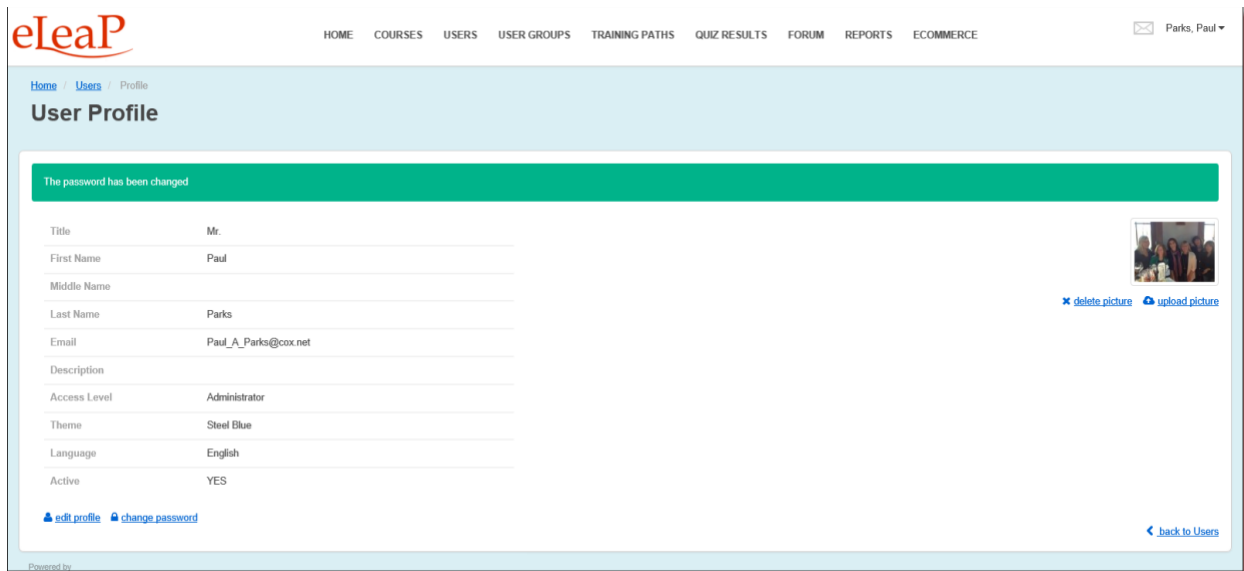 eLeaP
HOME COURSES USERS USER GROUPS TRAINING PATHS QUIZ RESULTS FORUM REPORTS ECOMMERCE
Parks, Paul
Home / Users / Profile
User Profile
The password has been changed
Title Mr.
First Name Paul
Middle Name
Last Name Parks
Email Paul_A_Parks@cox.net
Description
Access Level Administrator
Theme Steel Blue
Language English
Active YES
delete picture upload picture
edit profile change password
back to Users
Powered by